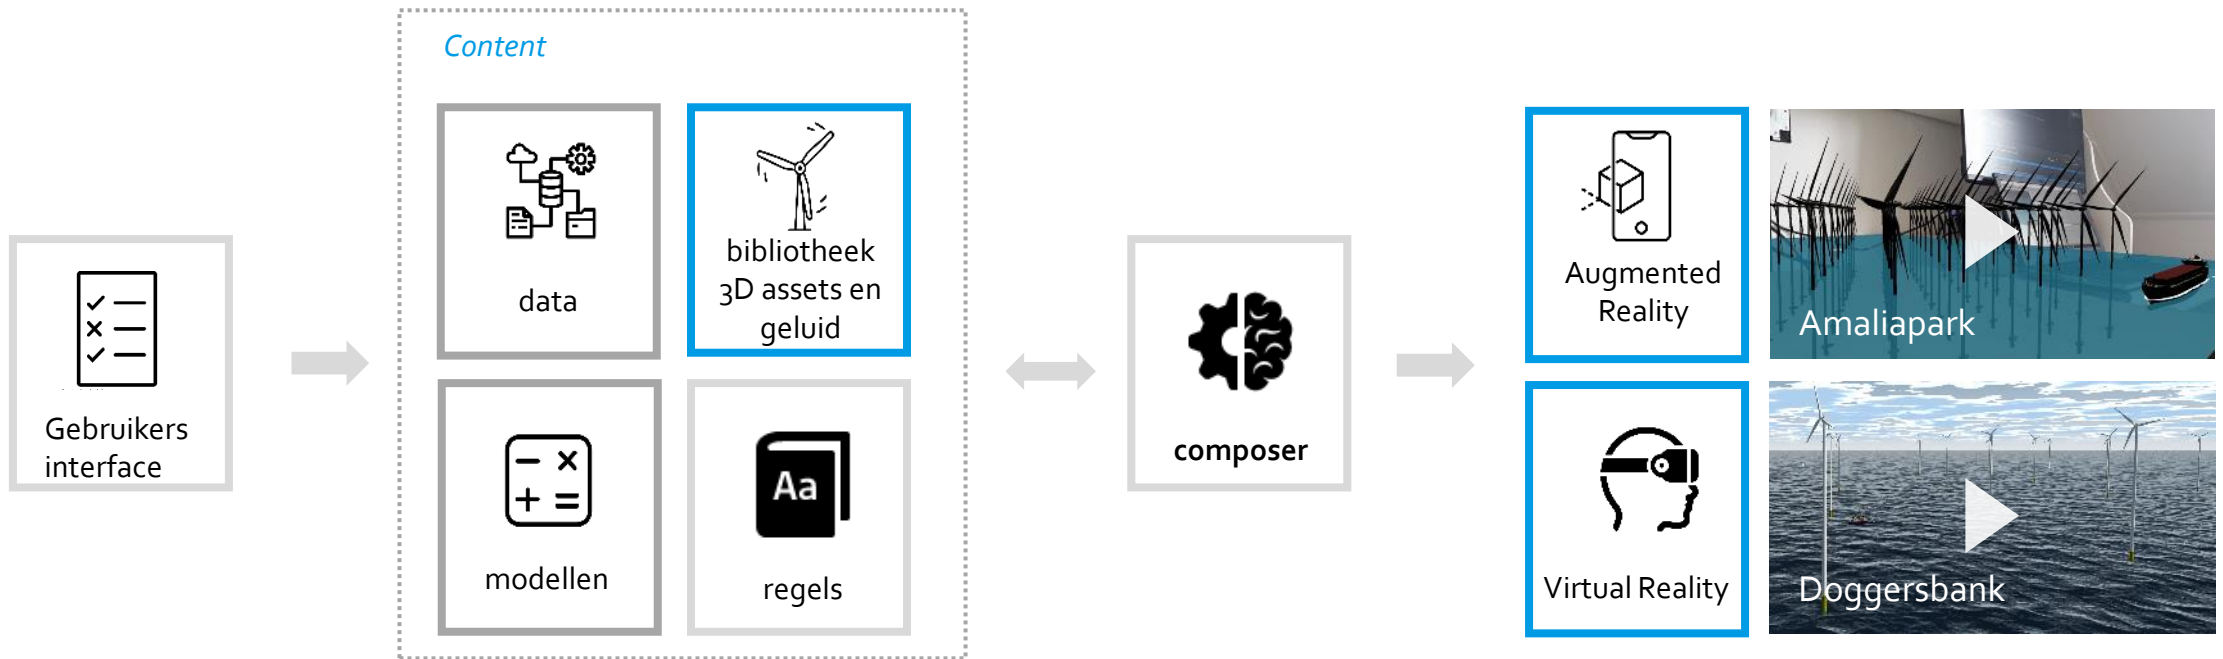 Content
data
bibliotheek
3D assets en
geluid
Gebruikers
interface
modellen
Aa
regels
composer
Augmented
Reality
Amaliapark
Virtual Reality
Doggersbank